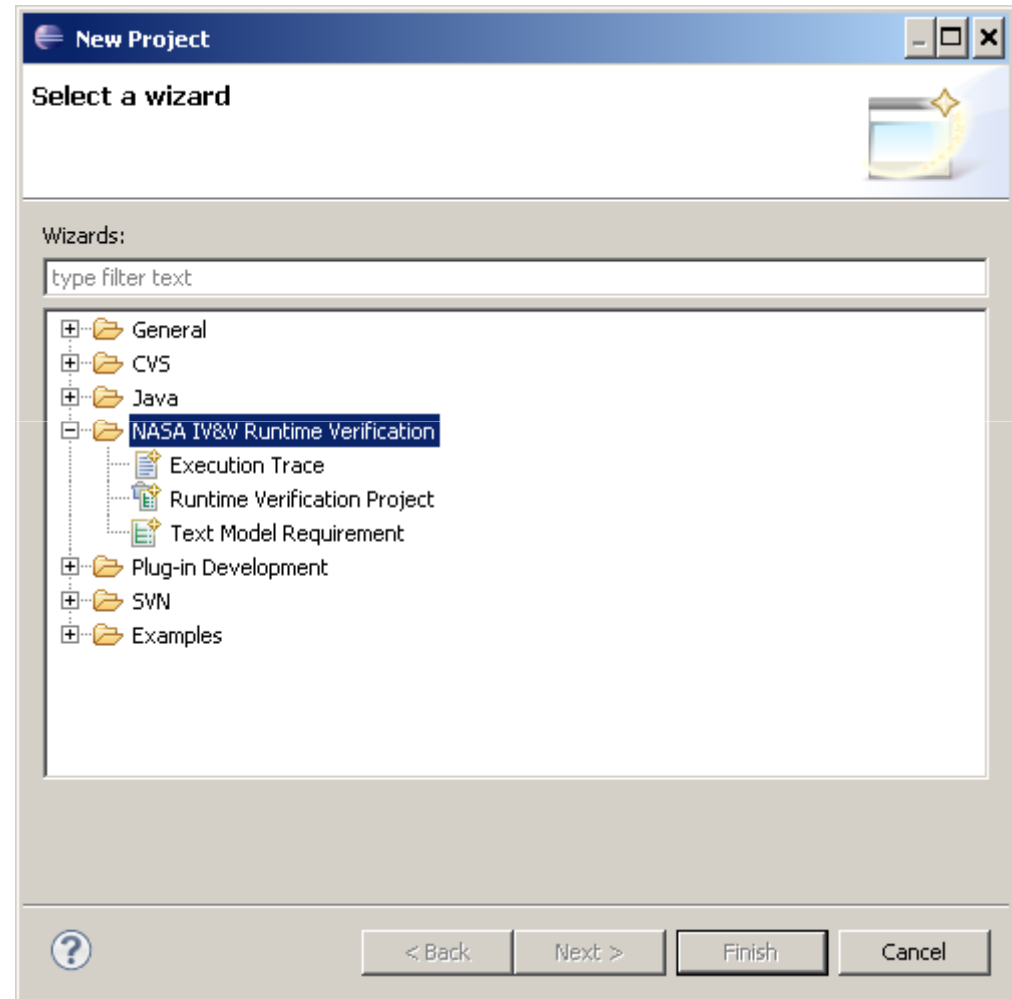 New Project
Select a wizard
Wizards:
type filter text
General
CVS
Java
NASA IV&V Runtime Verification
Execution Trace
Runtime Verification Project
Text Model Requirement
Plug-in Development
SVN
Examples
?
< Back Next > Finish Cancel